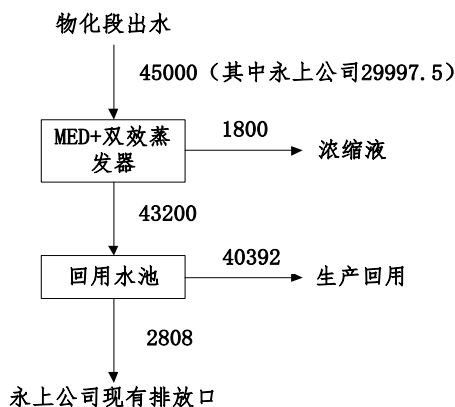 物化段出水
45000（其中永上公司29997.5）
MED+双效蒸
发器
1800
浓缩液
43200
回用水池
40392
生产回用
2808
永上公司现有排放口